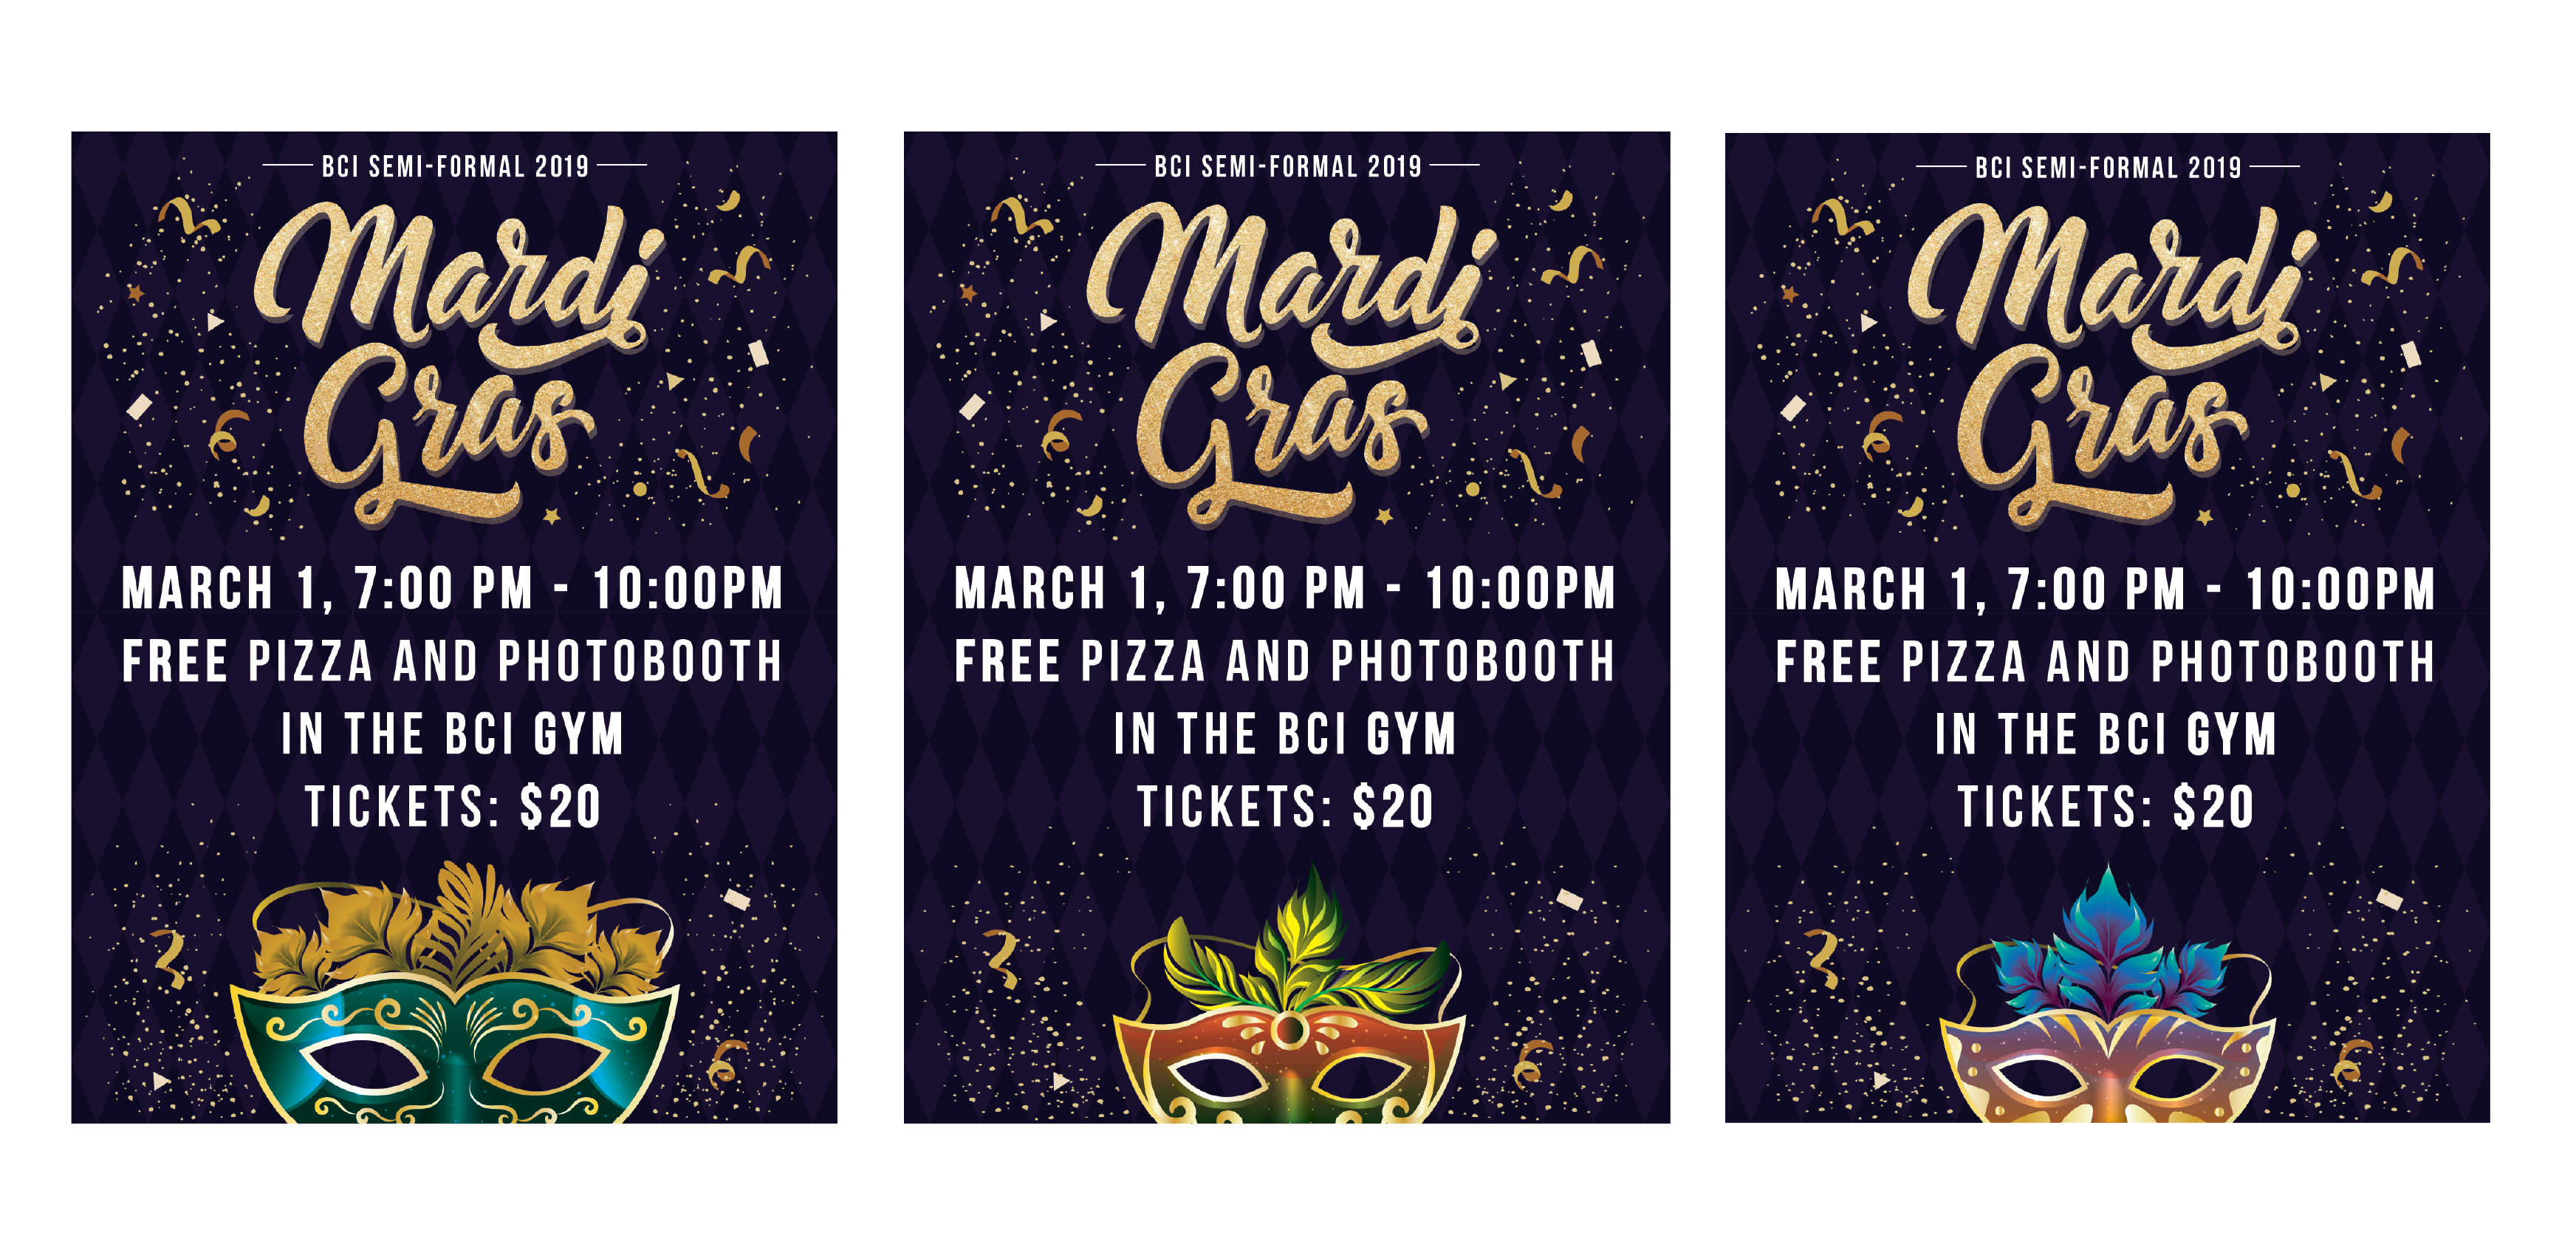 BCI SEMI-FORMAL 2019
Mardi
Gras
MARCH 1, 7:00 PM - 10:00PM
FREE PIZZA AND PHOTOBOOTH
IN THE BCI GYM
TICKETS: $20
BCI SEMI-FORMAL 2019
Mardi
Gras
MARCH 1, 7:00 PM - 10:00PM
FREE PIZZA AND PHOTOBOOTH
IN THE BCI GYM
TICKETS: $20
BCI SEMI-FORMAL 2019
Mardi
Gras
MARCH 1, 7:00 PM - 10:00PM
FREE PIZZA AND PHOTOBOOTH
IN THE BCI GYM
TICKETS: $20